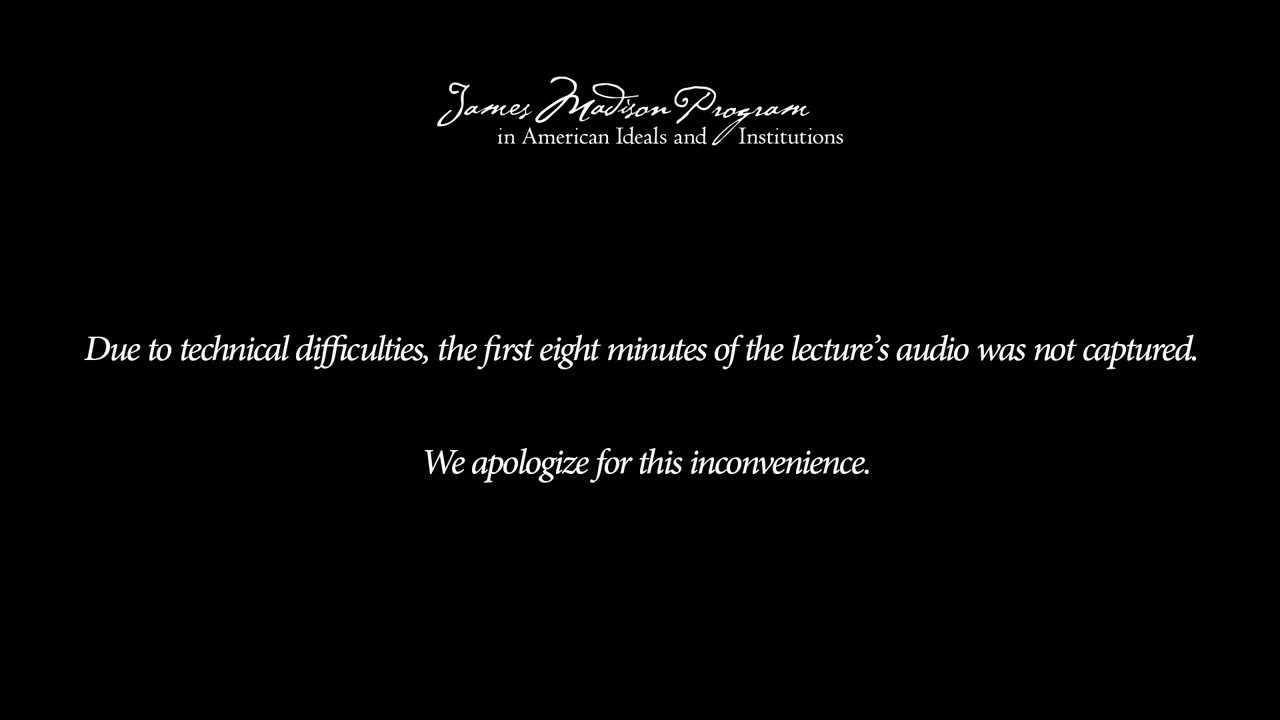 James Madison Program
in American Ideals and Institutions
Due to technical difficulties, the first eight minutes of the lecture’s audio was not captured.
We apologize for this inconvenience.